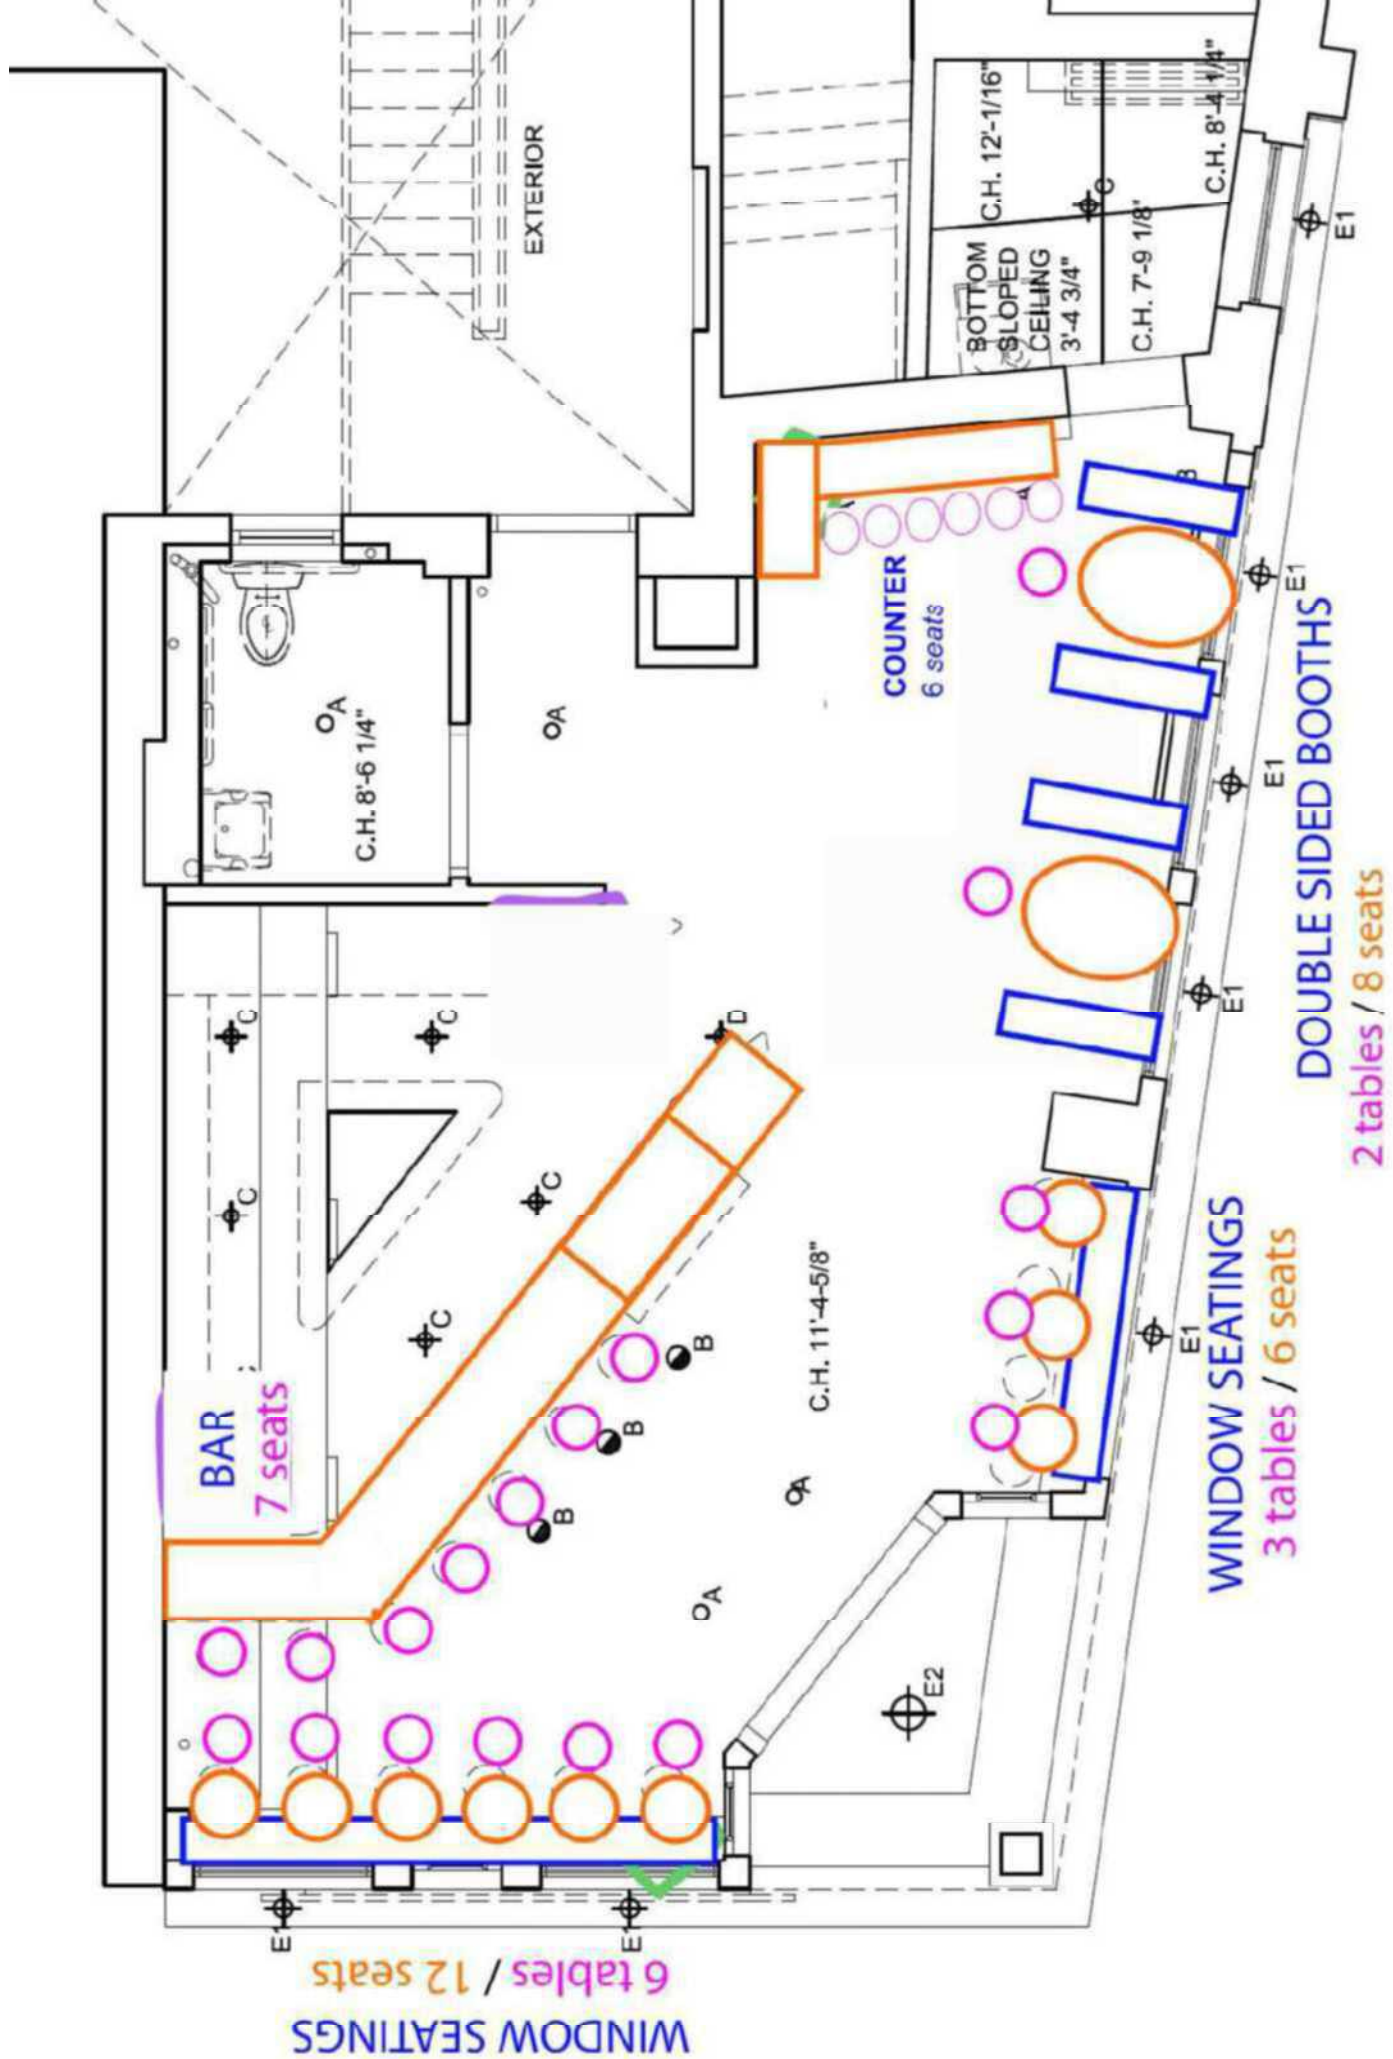 EXTERIOR
C.H. 12'-1/16"
C.H. 8'-4 1/4"
C
BOTTOM
SLOPED
CEILING
3'-4 3/4"
C.H. 7'-9 1/8"
E1
B
A
COUNTER
6 seats
E1
A
C.H. 8'-6 1/4"
A
E1
DOUBLE SIDED BOOTHS
2 tables / 8 seats
E1
C
C
D
C
C
C
BAR
7 seats
B
B
B
C.H. 11'-4-5/8"
A
A
E1
WINDOW SEATINGS
3 tables / 6 seats
E2
E1
E1
6 tables / 12 seats
WINDOW SEATINGS